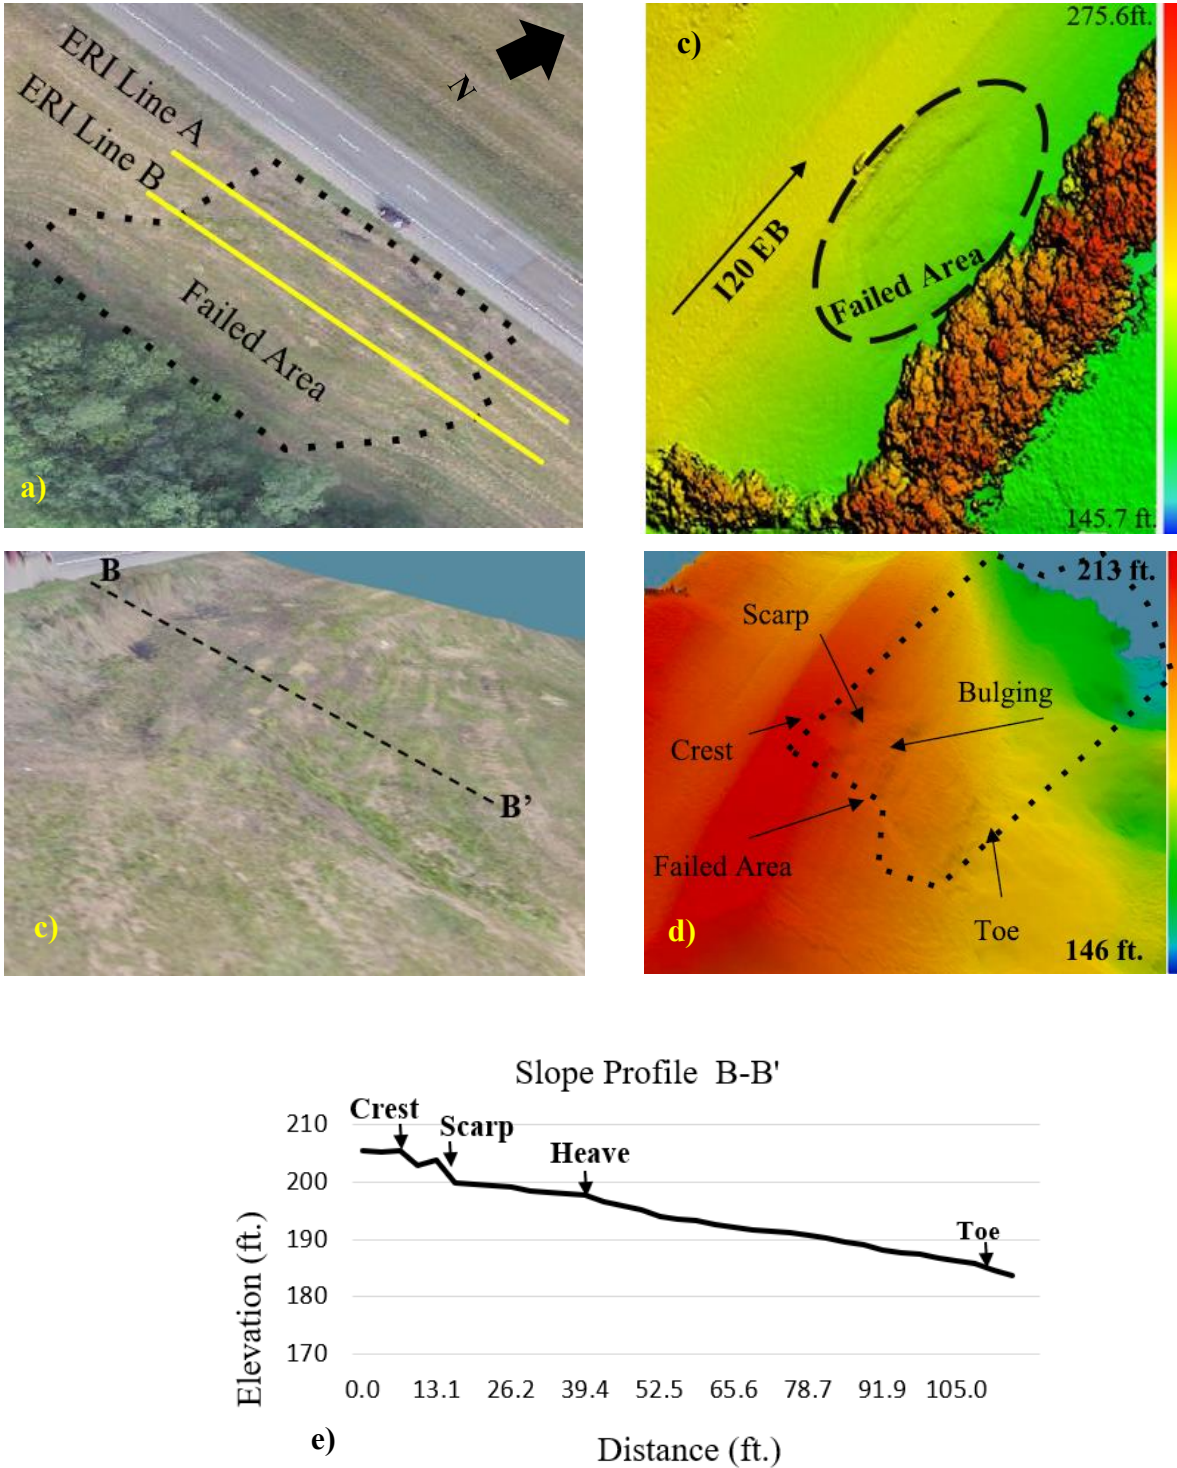 ERI Line A
ERI Line B
N
Failed Area
a)
c)
275.6ft.
I20 EB
Failed Area
145.7 ft.
B
B’
c)
213 ft.
Scarp
Bulging
Crest
Failed Area
Toe
d)
146 ft.
Slope Profile B-B'
Crest
Scarp
Heave
Toe
210
200
190
180
170
Elevation (ft.)
0.0 13.1 26.2 39.4 52.5 65.6 78.7 91.9 105.0
e)
Distance (ft.)